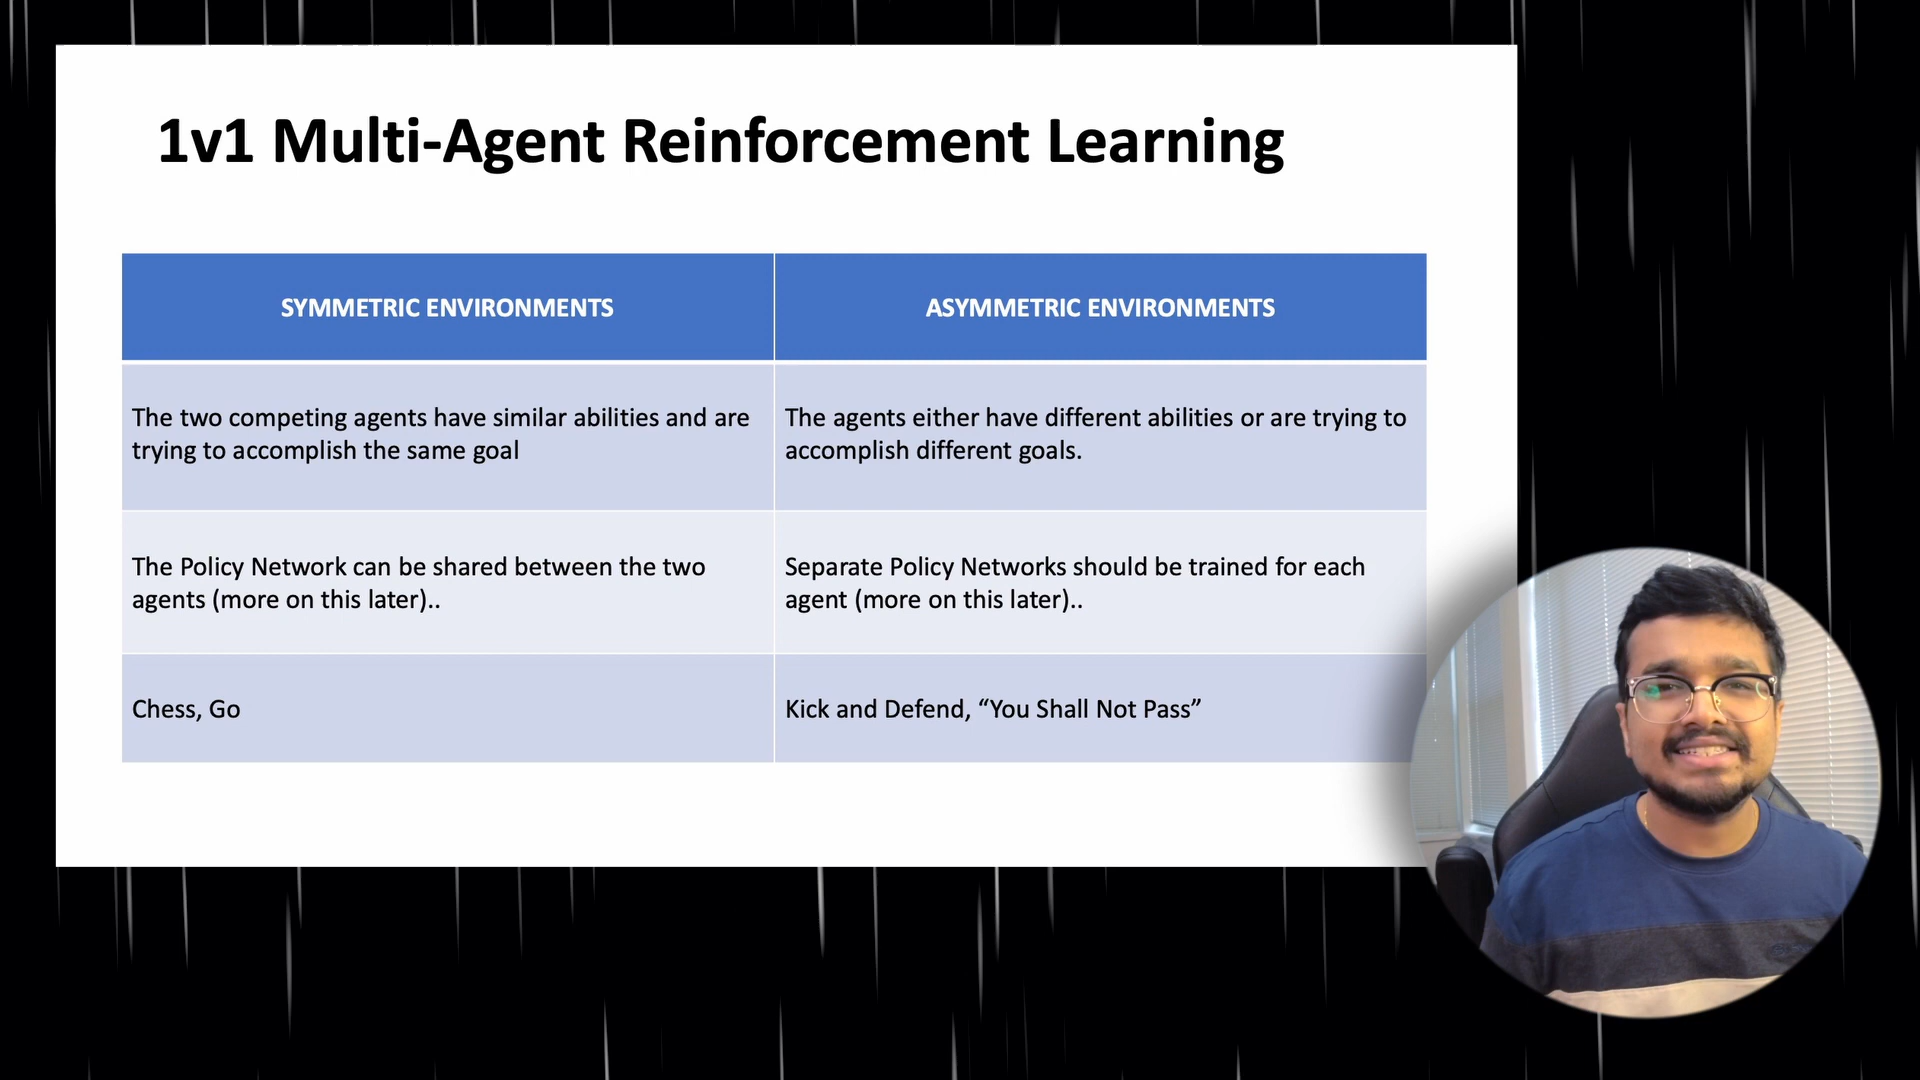 1v1 Multi-Agent Reinforcement Learning
SYMMETRIC ENVIRONMENTS
ASYMMETRIC ENVIRONMENTS
The two competing agents have similar abilities and are
trying to accomplish the same goal
The agents either have different abilities or are trying to
accomplish different goals.
The Policy Network can be shared between the two
agents (more on this later)..
Separate Policy Networks should be trained for each
agent (more on this later)..
Chess, Go
Kick and Defend, “You Shall Not Pass”